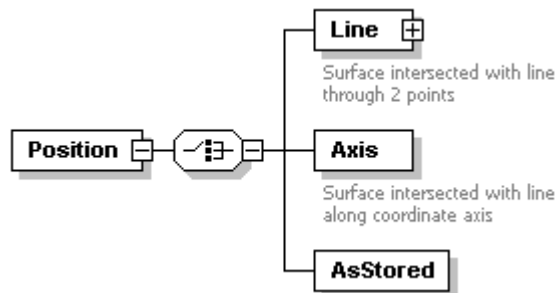 Line
Surface intersected with line
through 2 points
Position
Axis
Surface intersected with line
along coordinate axis
AsStored